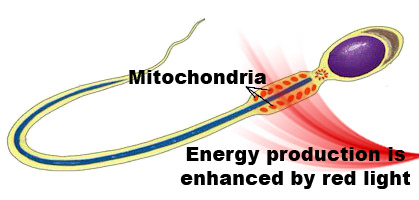 Mitochondria
Energy production is
enhanced by red light